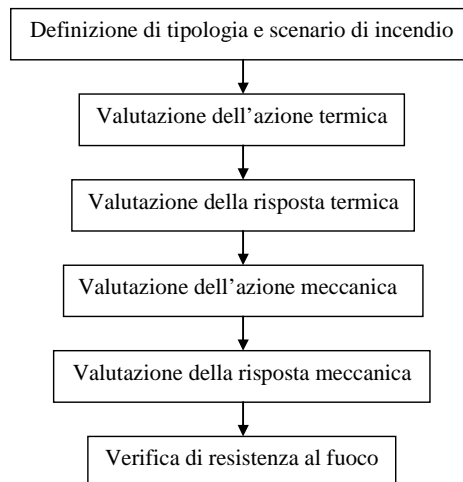 Definizione di tipologia e scenario di incendio
Valutazione dell'azione termica
Valutazione della risposta termica
Valutazione dell'azione meccanica
Valutazione della risposta meccanica
Verifica di resistenza al fuoco